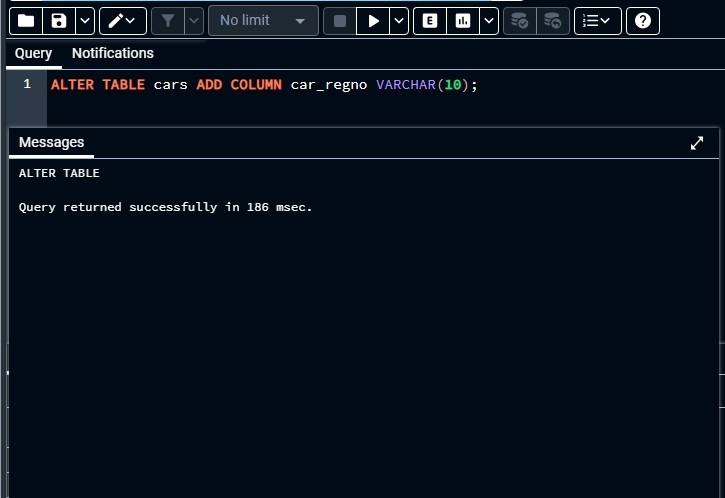 No limit
E
Query Notifications
1 ALTER TABLE cars ADD COLUMN car_regno VARCHAR(10);
Messages
ALTER TABLE
Query returned successfully in 186 msec.